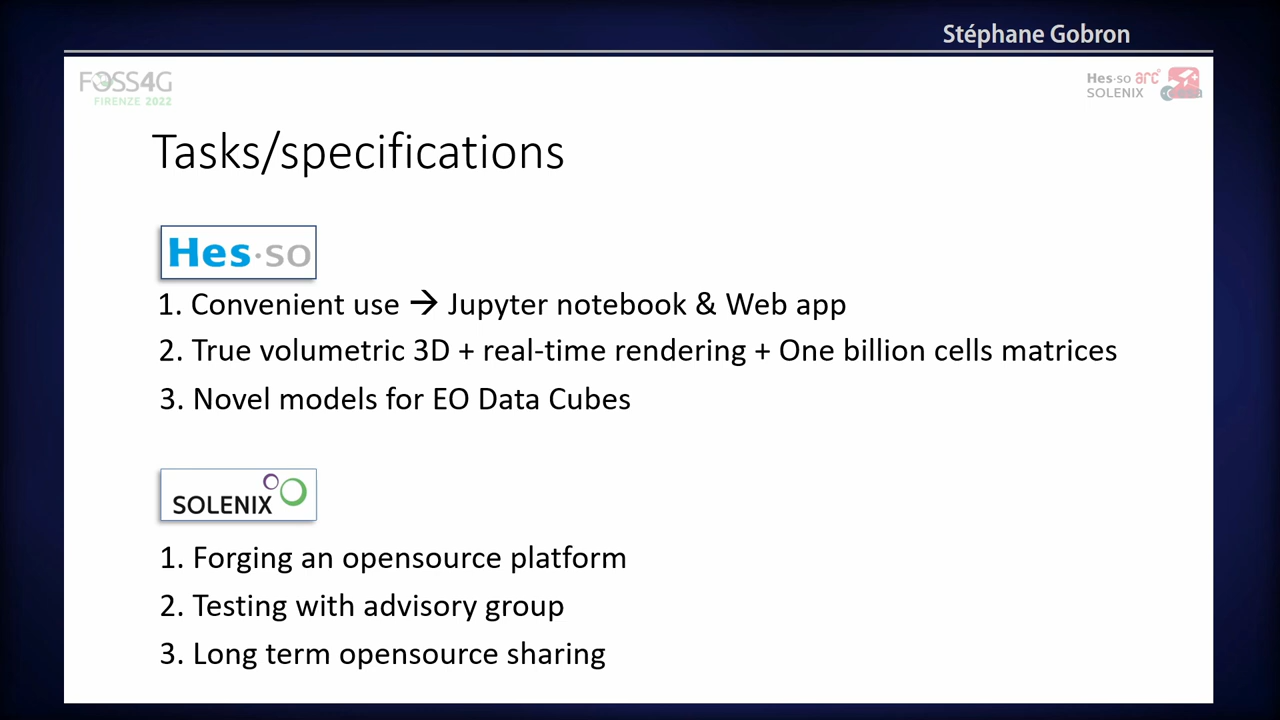 Stéphane Gobron
FOSS4G
FIRENZE 2022
Hes·so arc
SOLENIX
Tasks/specifications
Hes·so
1. Convenient use → Jupyter notebook & Web app
2. True volumetric 3D + real-time rendering + One billion cells matrices
3. Novel models for EO Data Cubes
SOLENIX
1. Forging an opensource platform
2. Testing with advisory group
3. Long term opensource sharing